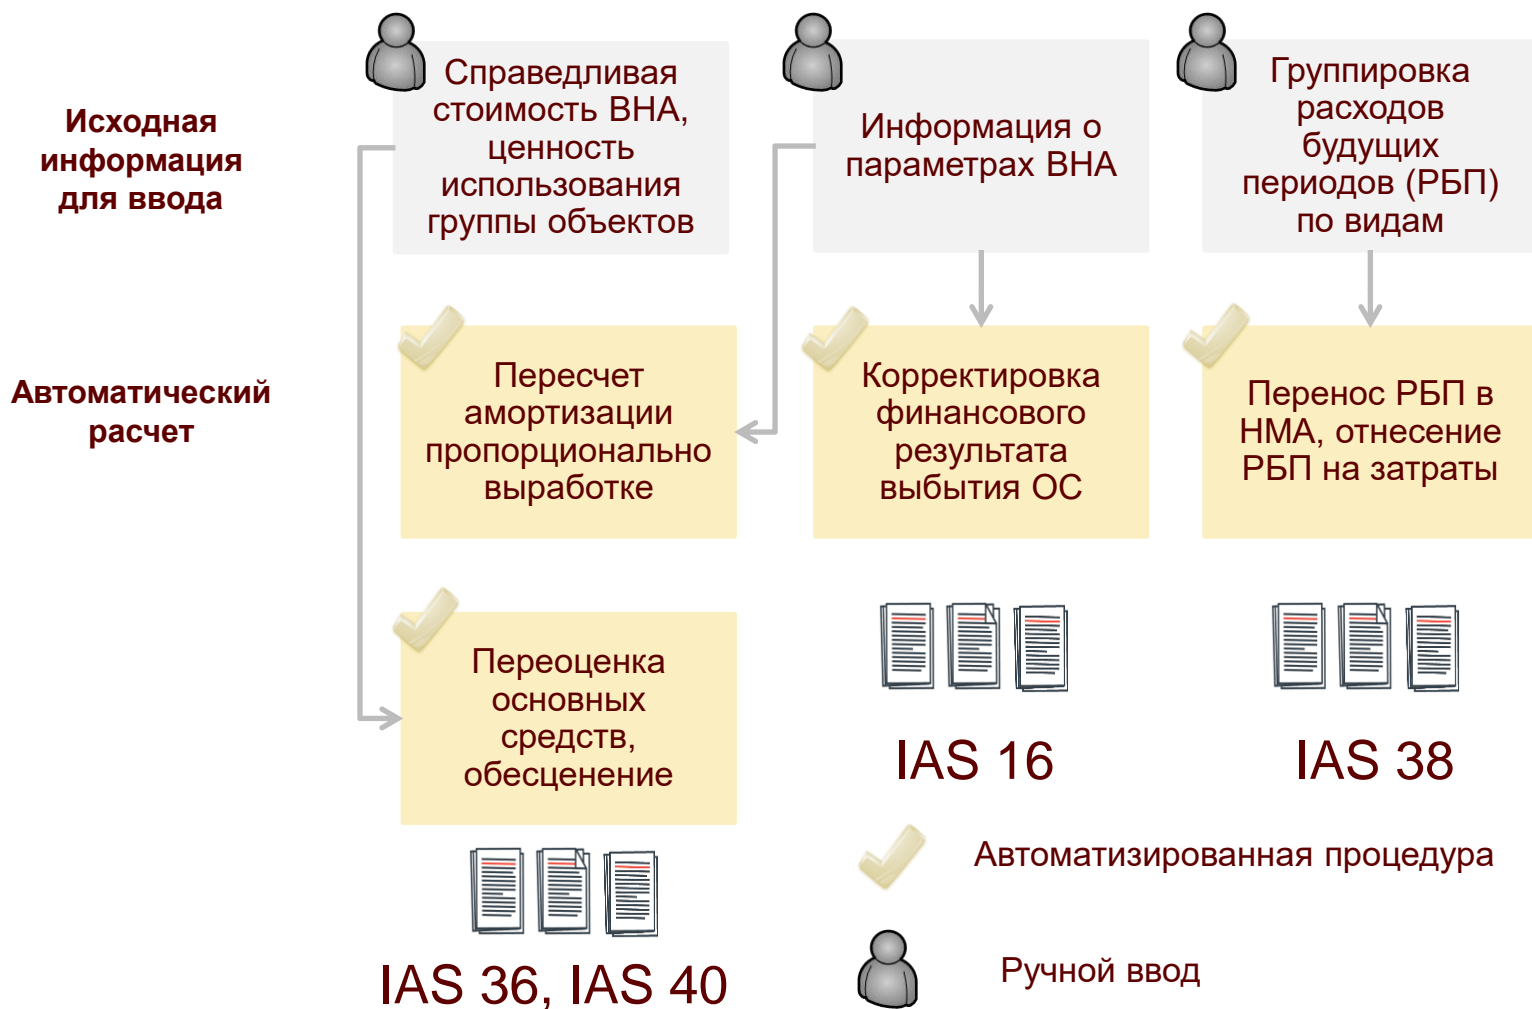 Исходная
информация
для ввода
Справедливая
стоимость ВНА,
ценность
использования
группы объектов
Информация о
параметрах ВНА
Группировка
расходов
будущих
периодов (РБП)
по видам
Автоматический
расчет
Пересчет
амортизации
пропорционально
выработке
Корректировка
финансового
результата
выбытия ОС
Перенос РБП в
НМА, отнесение
РБП на затраты
Переоценка
основных
средств,
обесценение
IAS 16
IAS 38
IAS 36, IAS 40
Автоматизированная процедура
Ручной ввод